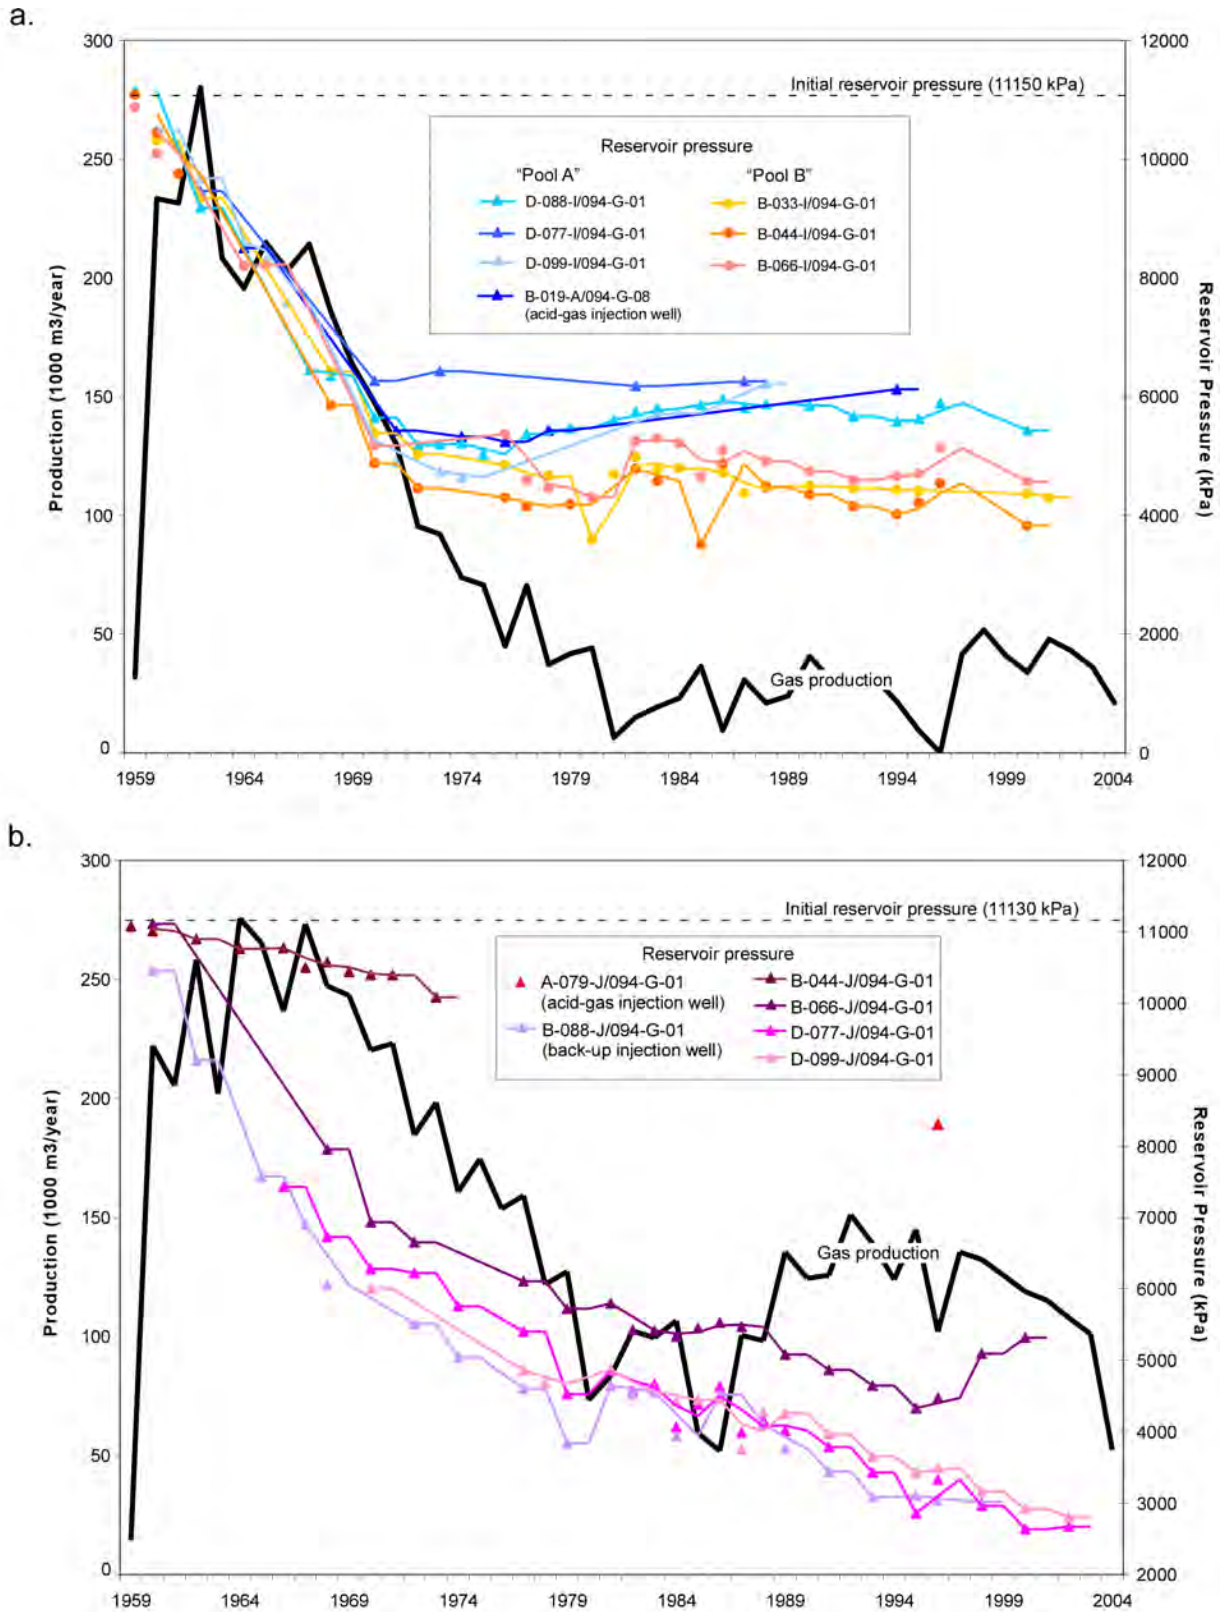 a.
300
250
200
150
100
50
0
Production (1000 m3/year)
12000
10000
8000
6000
4000
2000
0
Reservoir Pressure (kPa)
Initial reservoir pressure (11150 kPa)
Reservoir pressure
"Pool A"
"Pool B"
D-088-I/094-G-01
B-033-I/094-G-01
D-077-I/094-G-01
B-044-I/094-G-01
D-099-I/094-G-01
B-066-I/094-G-01
B-019-A/094-G-08
(acid-gas injection well)
Gas production
1959 1964 1969 1974 1979 1984 1989 1994 1999 2004
b.
300
250
200
150
100
50
0
Production (1000 m3/year)
12000
11000
10000
9000
8000
7000
6000
5000
4000
3000
2000
Reservoir Pressure (kPa)
Initial reservoir pressure (11130 kPa)
Reservoir pressure
A-079-J/094-G-01
(acid-gas injection well)
B-088-J/094-G-01
(back-up injection well)
B-044-J/094-G-01
B-066-J/094-G-01
D-077-J/094-G-01
D-099-J/094-G-01
Gas production
1959 1964 1969 1974 1979 1984 1989 1994 1999 2004